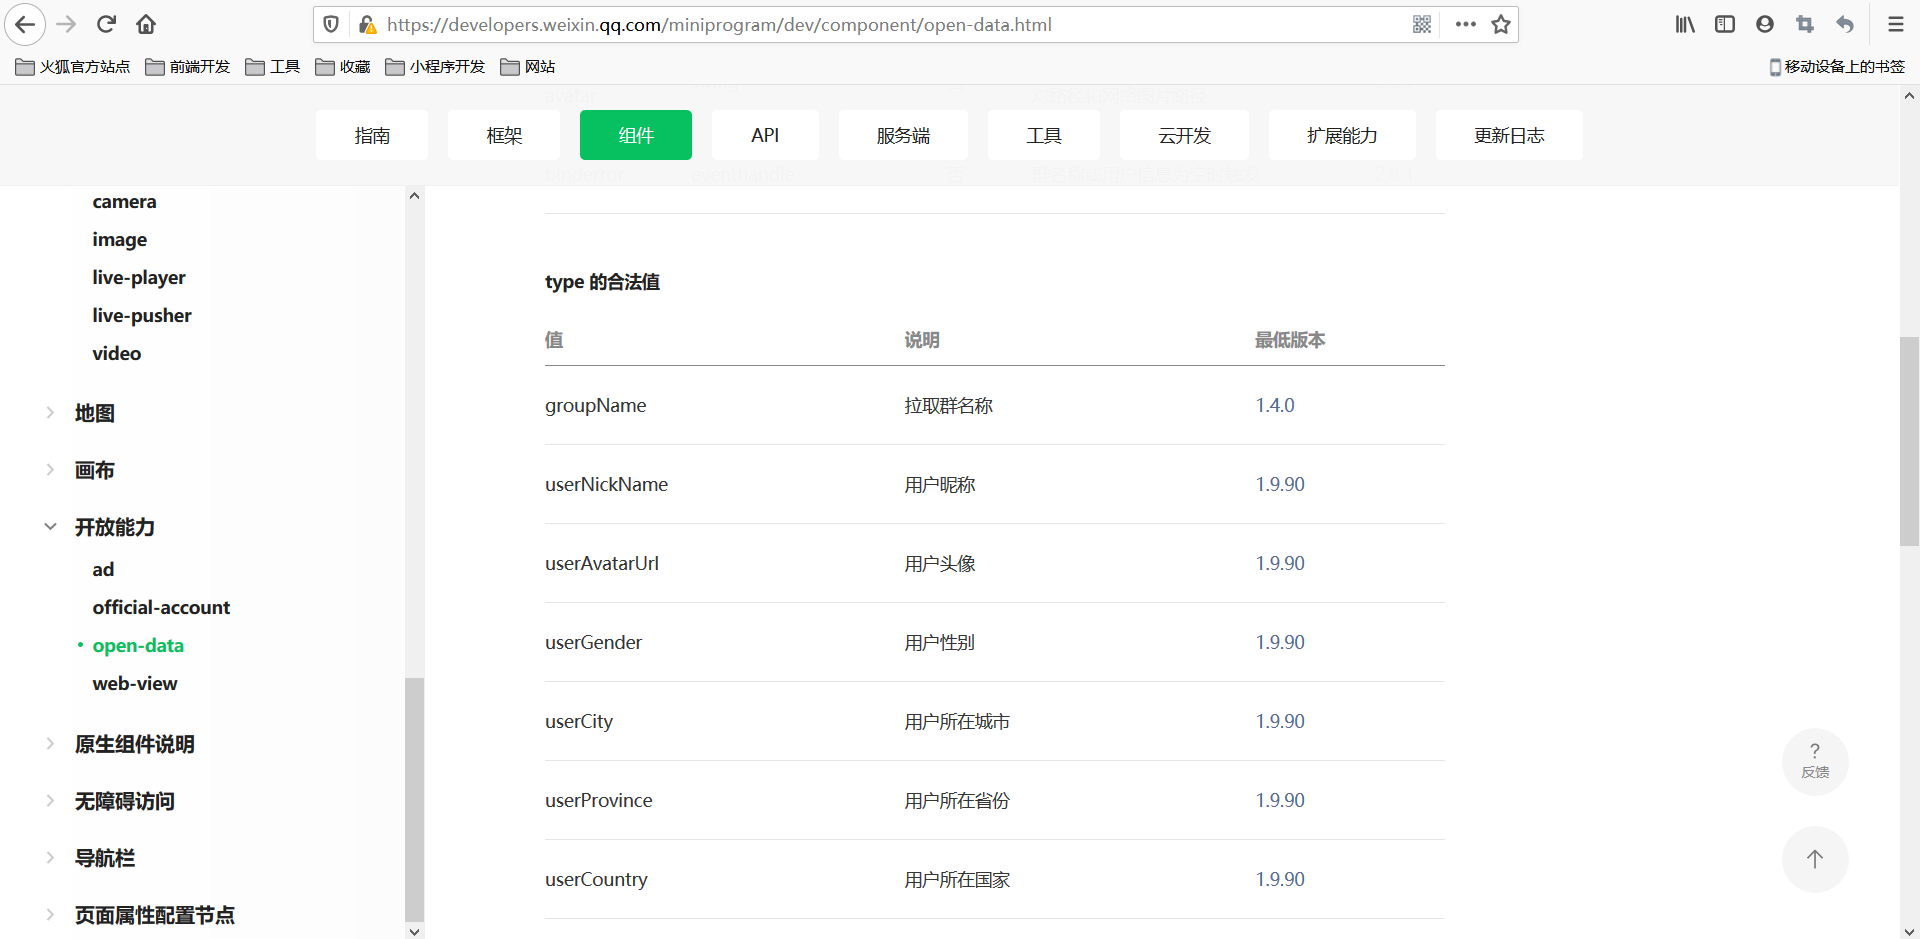 https://developers.weixin.qq.com/miniprogram/dev/component/open-data.html
火狐官方站点 前端开发 工具 收藏 小程序开发 网站 移动设备上的书签
指南 框架 组件 API 服务端 工具 云开发 扩展能力 更新日志
camera
image
live-player
live-pusher
video
地图
画布
开放能力
ad
official-account
open-data
web-view
原生组件说明
无障碍访问
导航栏
页面属性配置节点
type 的合法值
值 说明 最低版本
groupName 拉取群名称 1.4.0
userNickName 用户昵称 1.9.90
userAvatarUrl 用户头像 1.9.90
userGender 用户性别 1.9.90
userCity 用户所在城市 1.9.90
userProvince 用户所在省份 1.9.90
userCountry 用户所在国家 1.9.90
?
反馈